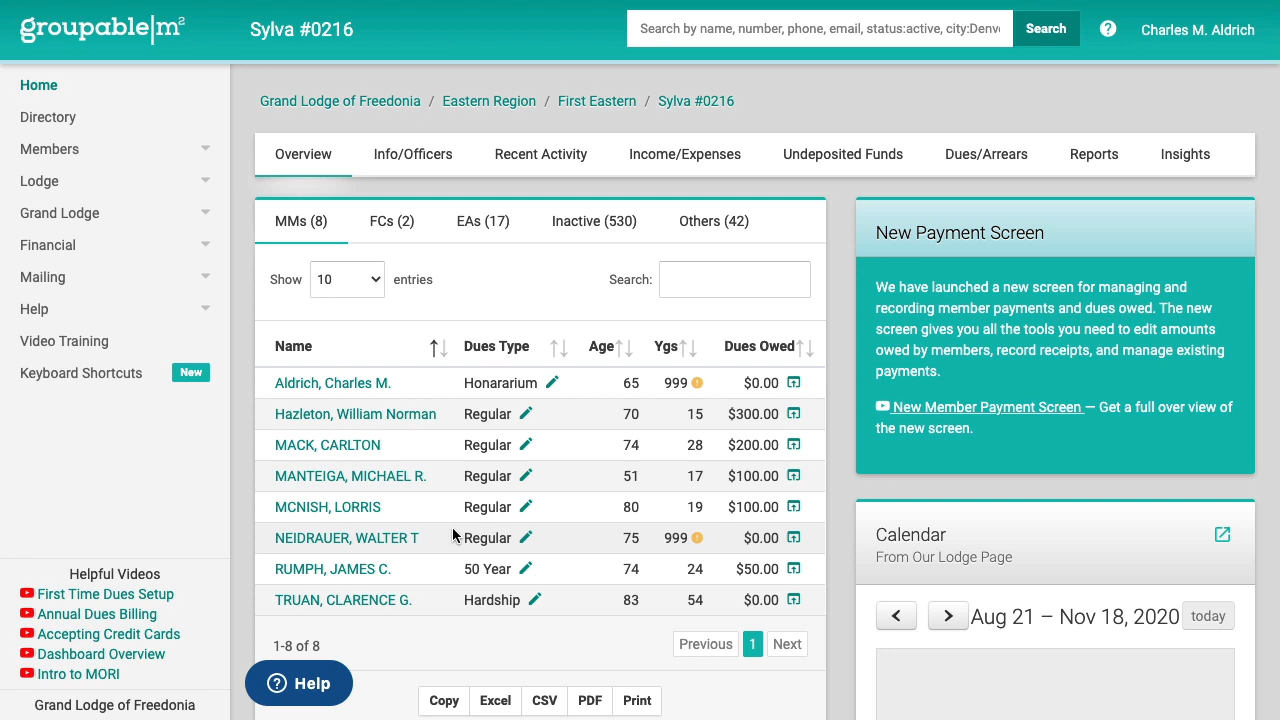 groupable|m²
Sylva #0216
Search by name, number, phone, email, status:active, city:Denv
Search
Charles M. Aldrich
Home
Directory
Members
Lodge
Grand Lodge
Financial
Mailing
Help
Video Training
Keyboard Shortcuts New
Helpful Videos
First Time Dues Setup
Annual Dues Billing
Accepting Credit Cards
Dashboard Overview
Intro to MORI
Grand Lodge of Freedonia
Grand Lodge of Freedonia / Eastern Region / First Eastern / Sylva #0216
Overview Info/Officers Recent Activity Income/Expenses Undeposited Funds Dues/Arrears Reports Insights
MMs (8) FCs (2) EAs (17) Inactive (530) Others (42)
Show 10 entries Search:
Name Dues Type Age Ygs Dues Owed
Aldrich, Charles M. Honararium 65 999 $0.00
Hazleton, William Norman Regular 70 15 $300.00
MACK, CARLTON Regular 74 28 $200.00
MANTEIGA, MICHAEL R. Regular 51 17 $100.00
MCNISH, LORRIS Regular 80 19 $100.00
NEIDRAUER, WALTER T Regular 75 999 $0.00
RUMPH, JAMES C. 50 Year 74 24 $50.00
TRUAN, CLARENCE G. Hardship 83 54 $0.00
1-8 of 8 Previous 1 Next
Help
Copy Excel CSV PDF Print
New Payment Screen
We have launched a new screen for managing and
recording member payments and dues owed. The new
screen gives you all the tools you need to edit amounts
owed by members, record receipts, and manage existing
payments.
New Member Payment Screen — Get a full over view of
the new screen.
Calendar
From Our Lodge Page
Aug 21 – Nov 18, 2020 today